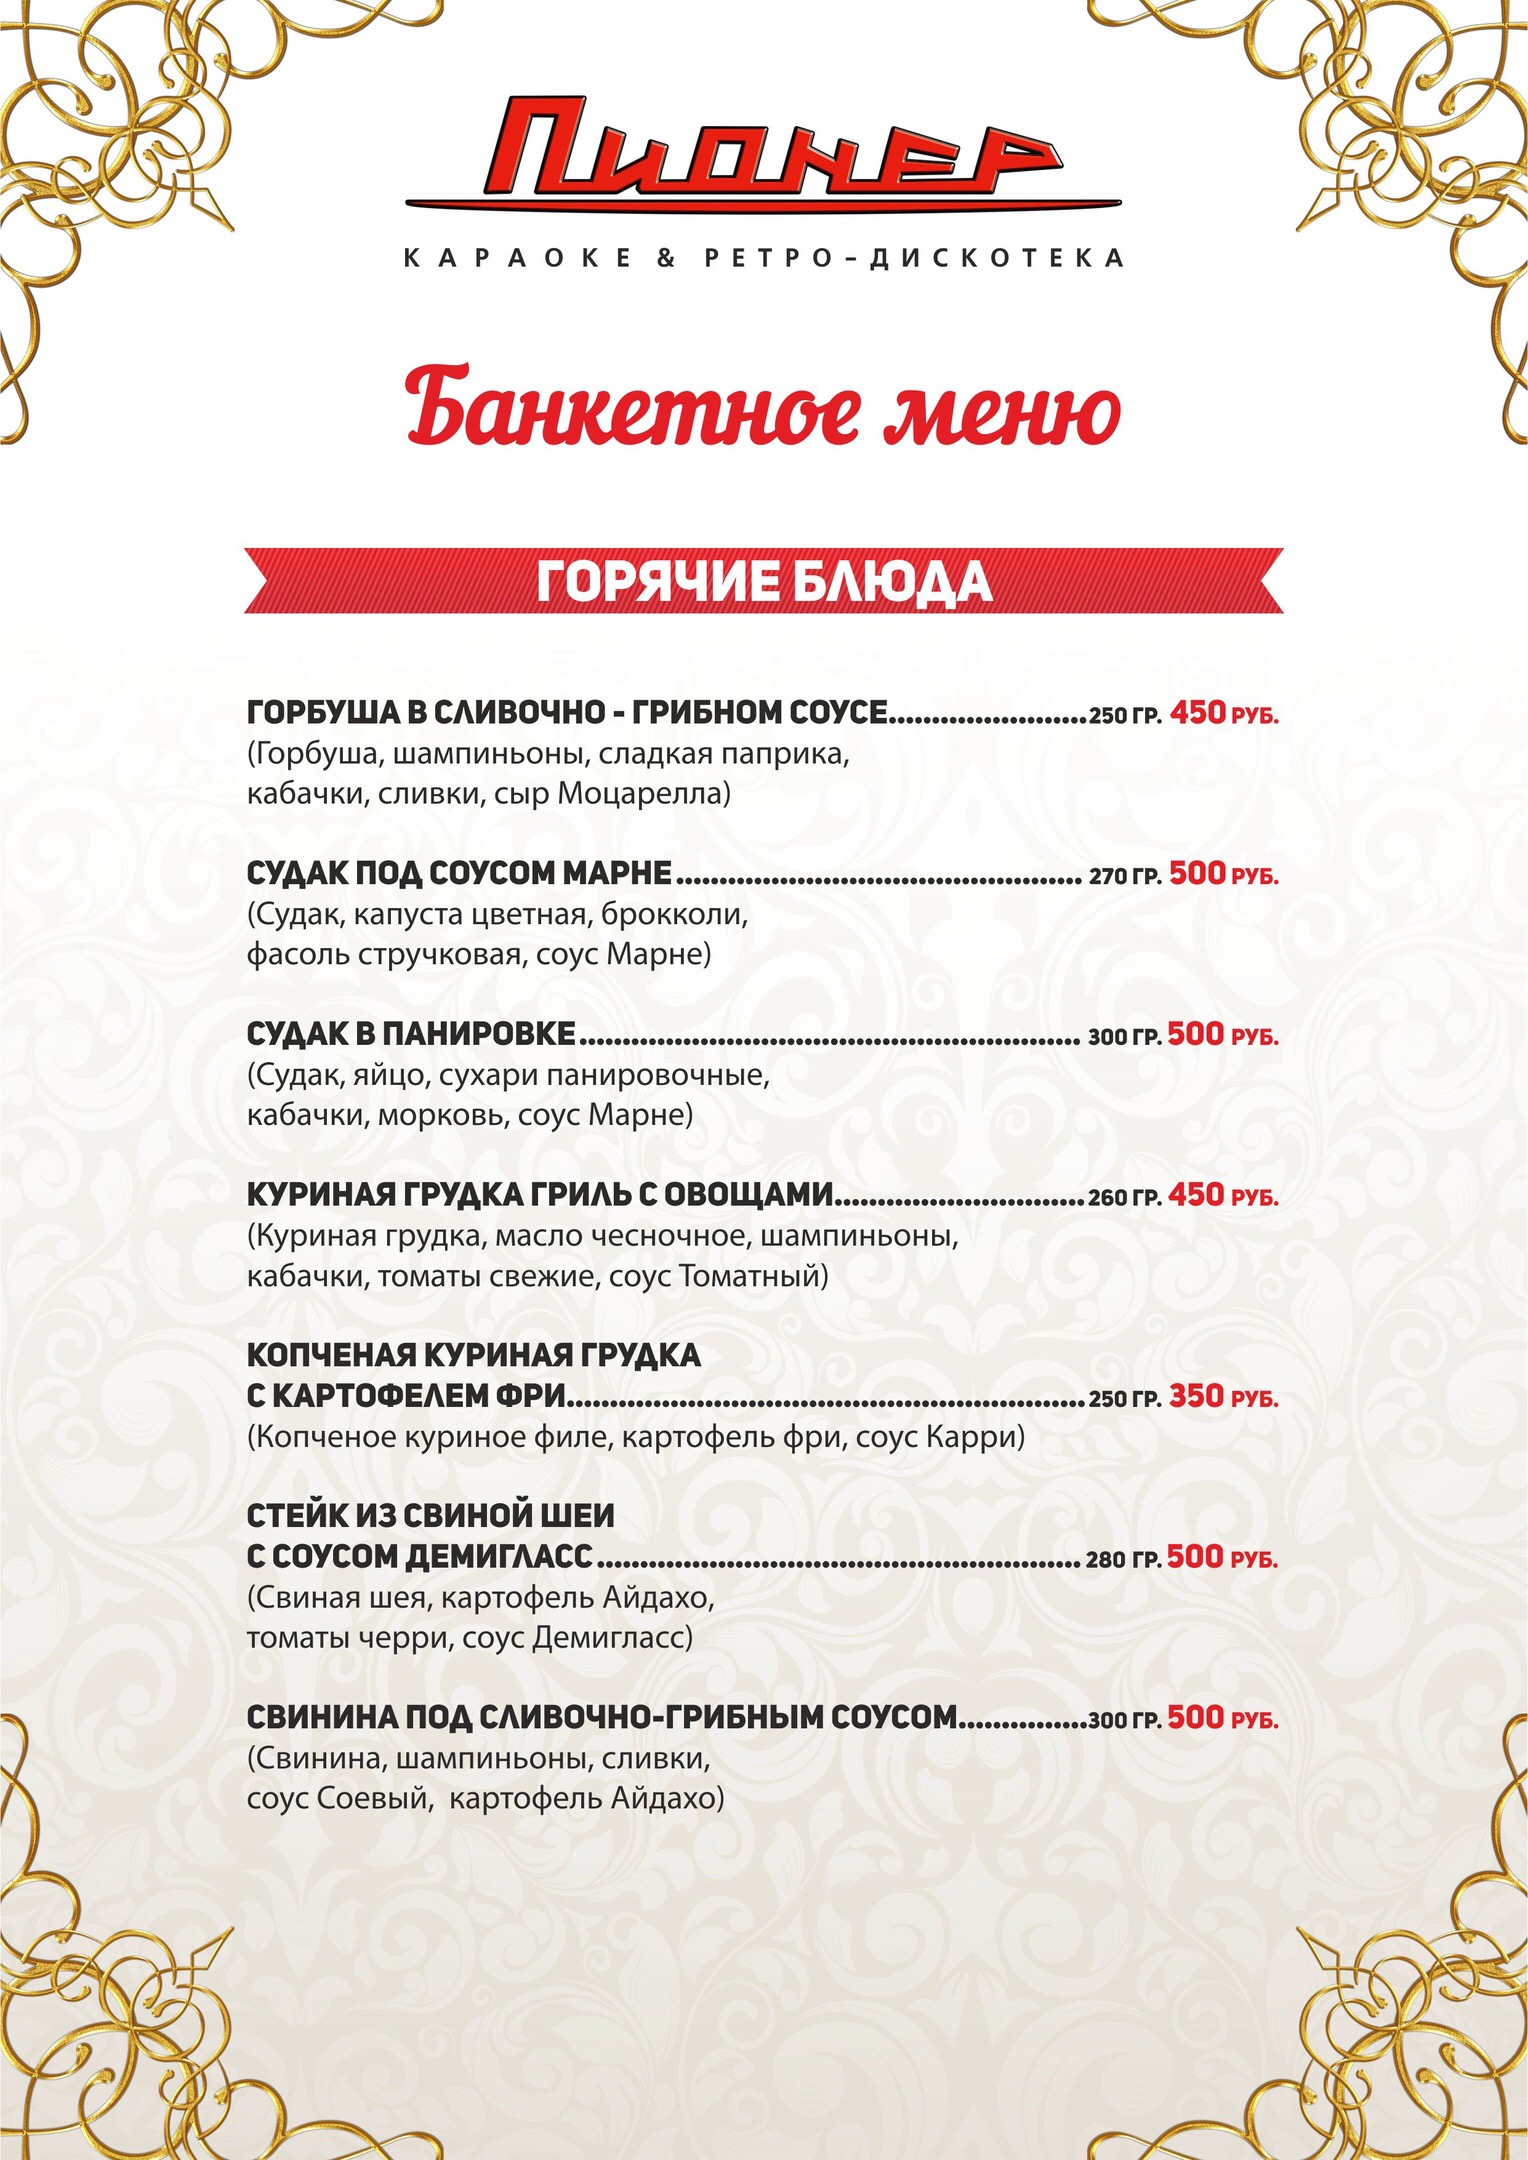 Пионер
КАРАОКЕ & РЕТРО-ДИСКОТЕКА
Банкетное меню
ГОРЯЧИЕ БЛЮДА
ГОРБУША В СЛИВОЧНО - ГРИБНОМ СОУСЕ.......................250 ГР. 450 РУБ.
(Горбуша, шампиньоны, сладкая паприка,
кабачки, сливки, сыр Моцарелла)
СУДАК ПОД СОУСОМ МАРНЕ............................................... 270 ГР. 500 РУБ.
(Судак, капуста цветная, брокколи,
фасоль стручковая, соус Марне)
СУДАК В ПАНИРОВКЕ.......................................................... 300 ГР. 500 РУБ.
(Судак, яйцо, сухари панировочные,
кабачки, морковь, соус Марне)
КУРИНАЯ ГРУДКА ГРИЛЬ С ОВОЩАМИ.............................260 ГР. 450 РУБ.
(Куриная грудка, масло чесночное, шампиньоны,
кабачки, томаты свежие, соус Томатный)
КОПЧЕНАЯ КУРИНАЯ ГРУДКА
С КАРТОФЕЛЕМ ФРИ............................................................250 ГР. 350 РУБ.
(Копченое куриное филе, картофель фри, соус Карри)
СТЕЙК ИЗ СВИНОЙ ШЕИ
С СОУСОМ ДЕМИГЛАСС........................................................ 280 ГР. 500 РУБ.
(Свиная шея, картофель Айдахо,
томаты черри, соус Демигласс)
СВИНИНА ПОД СЛИВОЧНО-ГРИБНЫМ СОУСОМ...............300 ГР. 500 РУБ.
(Свинина, шампиньоны, сливки,
соус Соевый,  картофель Айдахо)